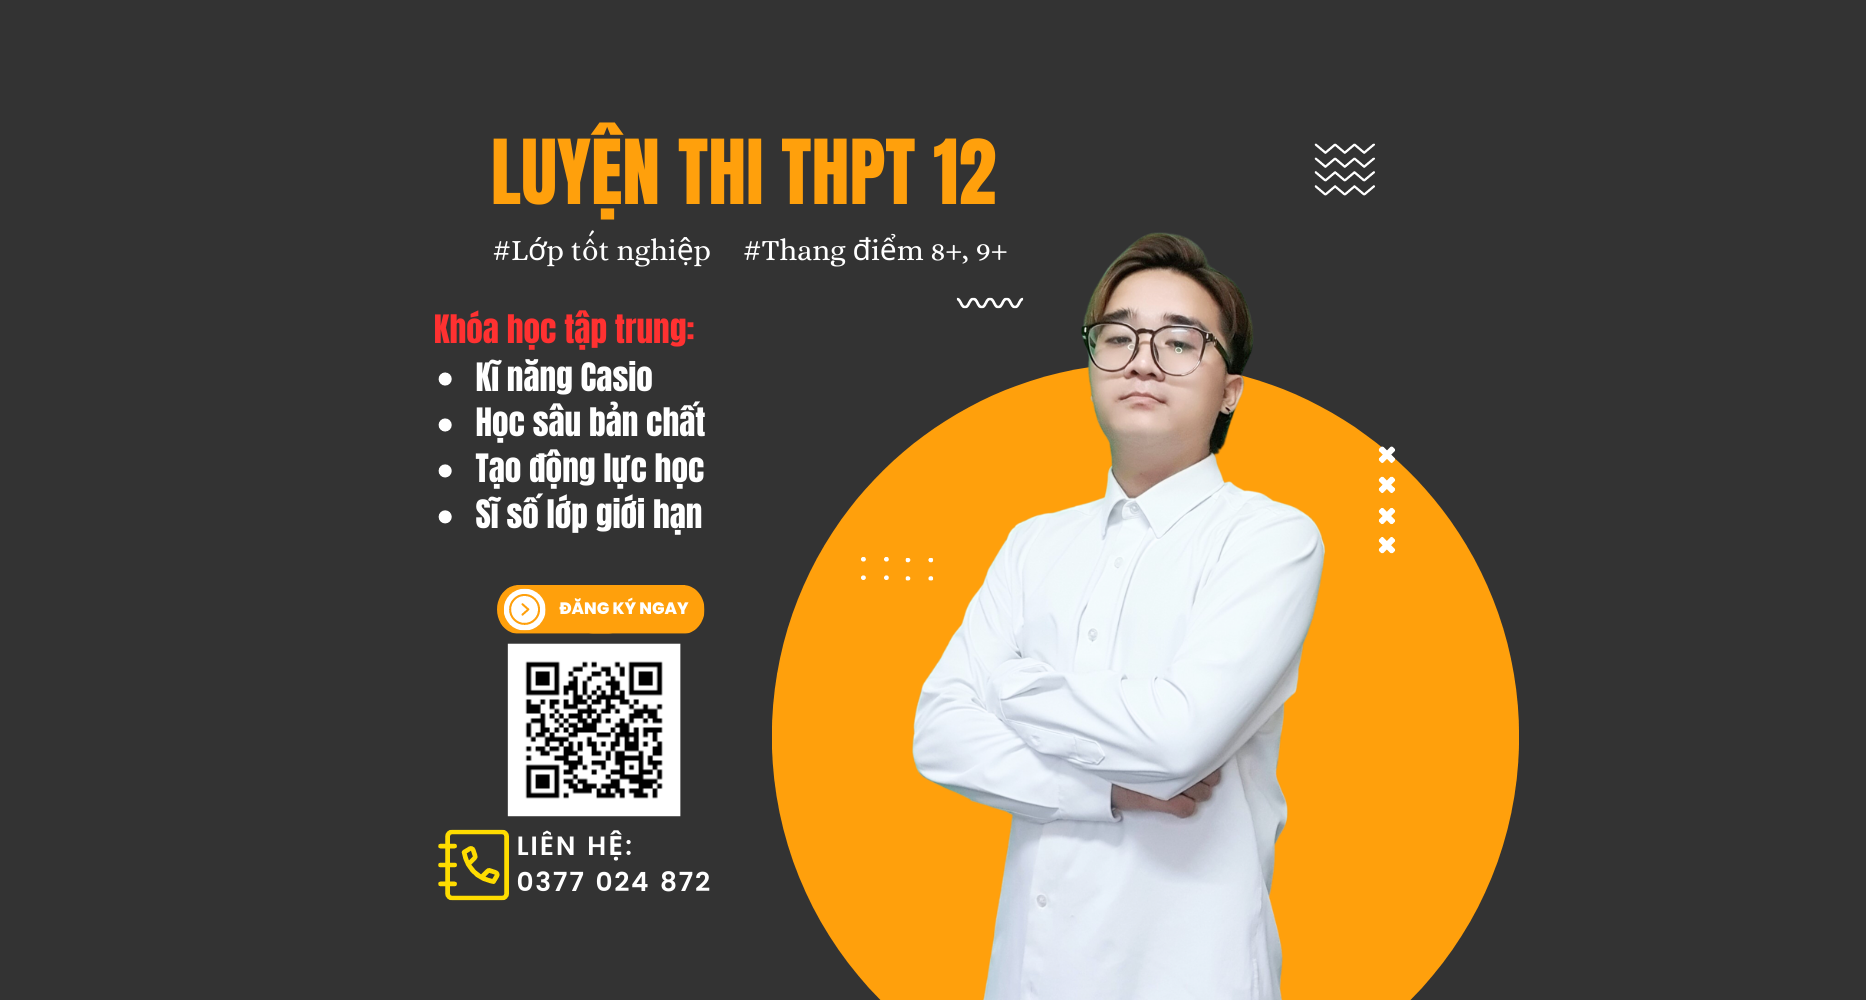 LUYỆN THI THPT 12
#Lớp tốt nghiệp #Thang điểm 8+, 9+
Khóa học tập trung:
Kĩ năng Casio
Học sâu bản chất
Tạo động lực học
Sĩ số lớp giới hạn
ĐĂNG KÝ NGAY
LIÊN HỆ:
0377 024 872